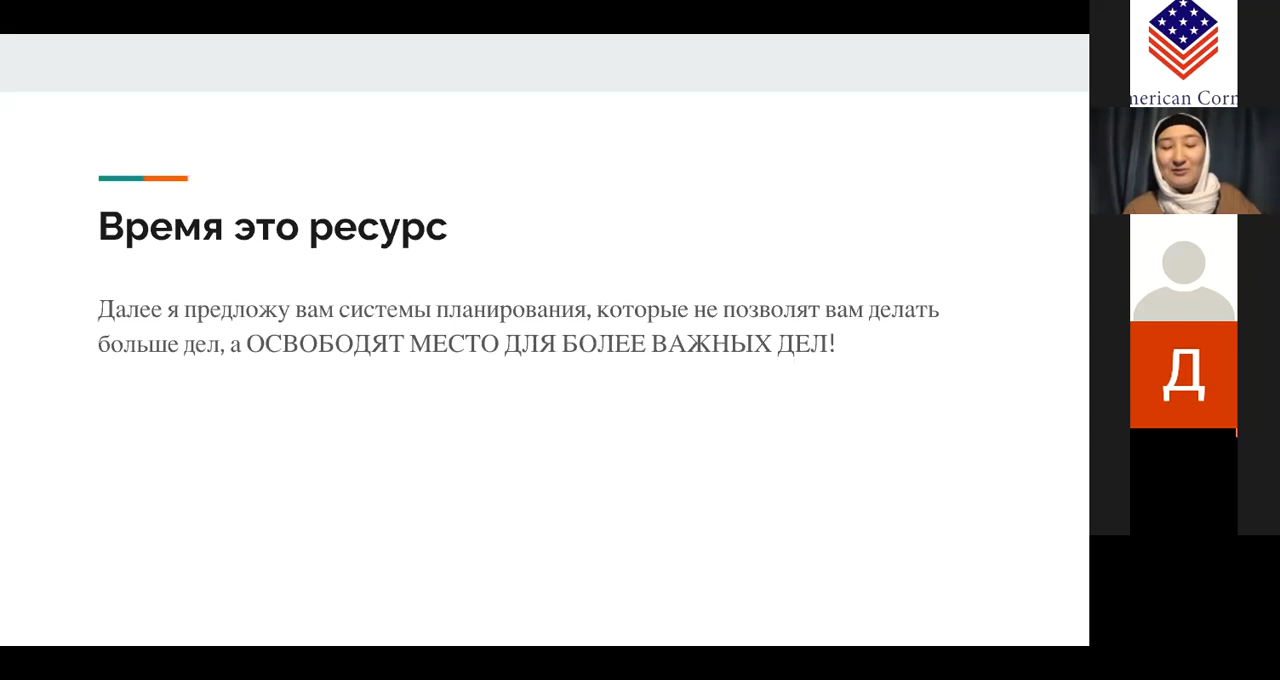 Время это ресурс
Далее я предложу вам системы планирования, которые не позволят вам делать
больше дел, а ОСВОБОДЯТ МЕСТО ДЛЯ БОЛЕЕ ВАЖНЫХ ДЕЛ!
merican Corn
Д